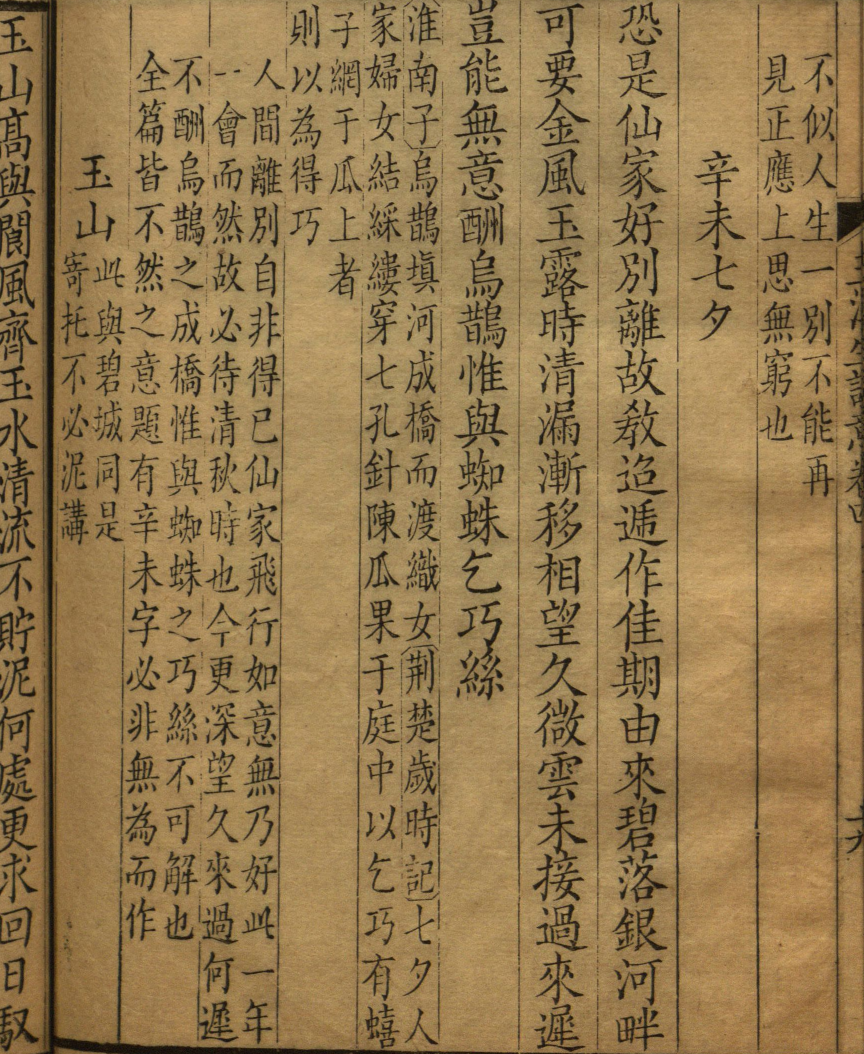 不似人生一別不能再
見正應上思無窮也
辛未七夕
恐是仙家好別離故教迢遞作佳期由來碧落銀河畔
可要金風玉露時清漏漸移相望久微雲未接過來遲
豈能無意酬烏鵲惟與蜘蛛乞巧絲
淮南子烏鵲塡河成橋而渡織女荆楚歲時記七夕人
家婦女結綵縷穿七孔針陳瓜果于庭中以乞巧有蟢
子網于瓜上者
則以為得巧
人間離別自非得已仙家飛行如意無乃好此一年
一會而然故必待清秋時也今更深望久來過何遲
不酬烏鵲之成橋惟與蜘蛛之巧絲不可解也
全篇皆不然之意題有辛未字必非無為而作
玉山
此與碧城同是
寄托不必泥講
玉山高與閬風齊玉水清流不貯泥何處更求回日馭